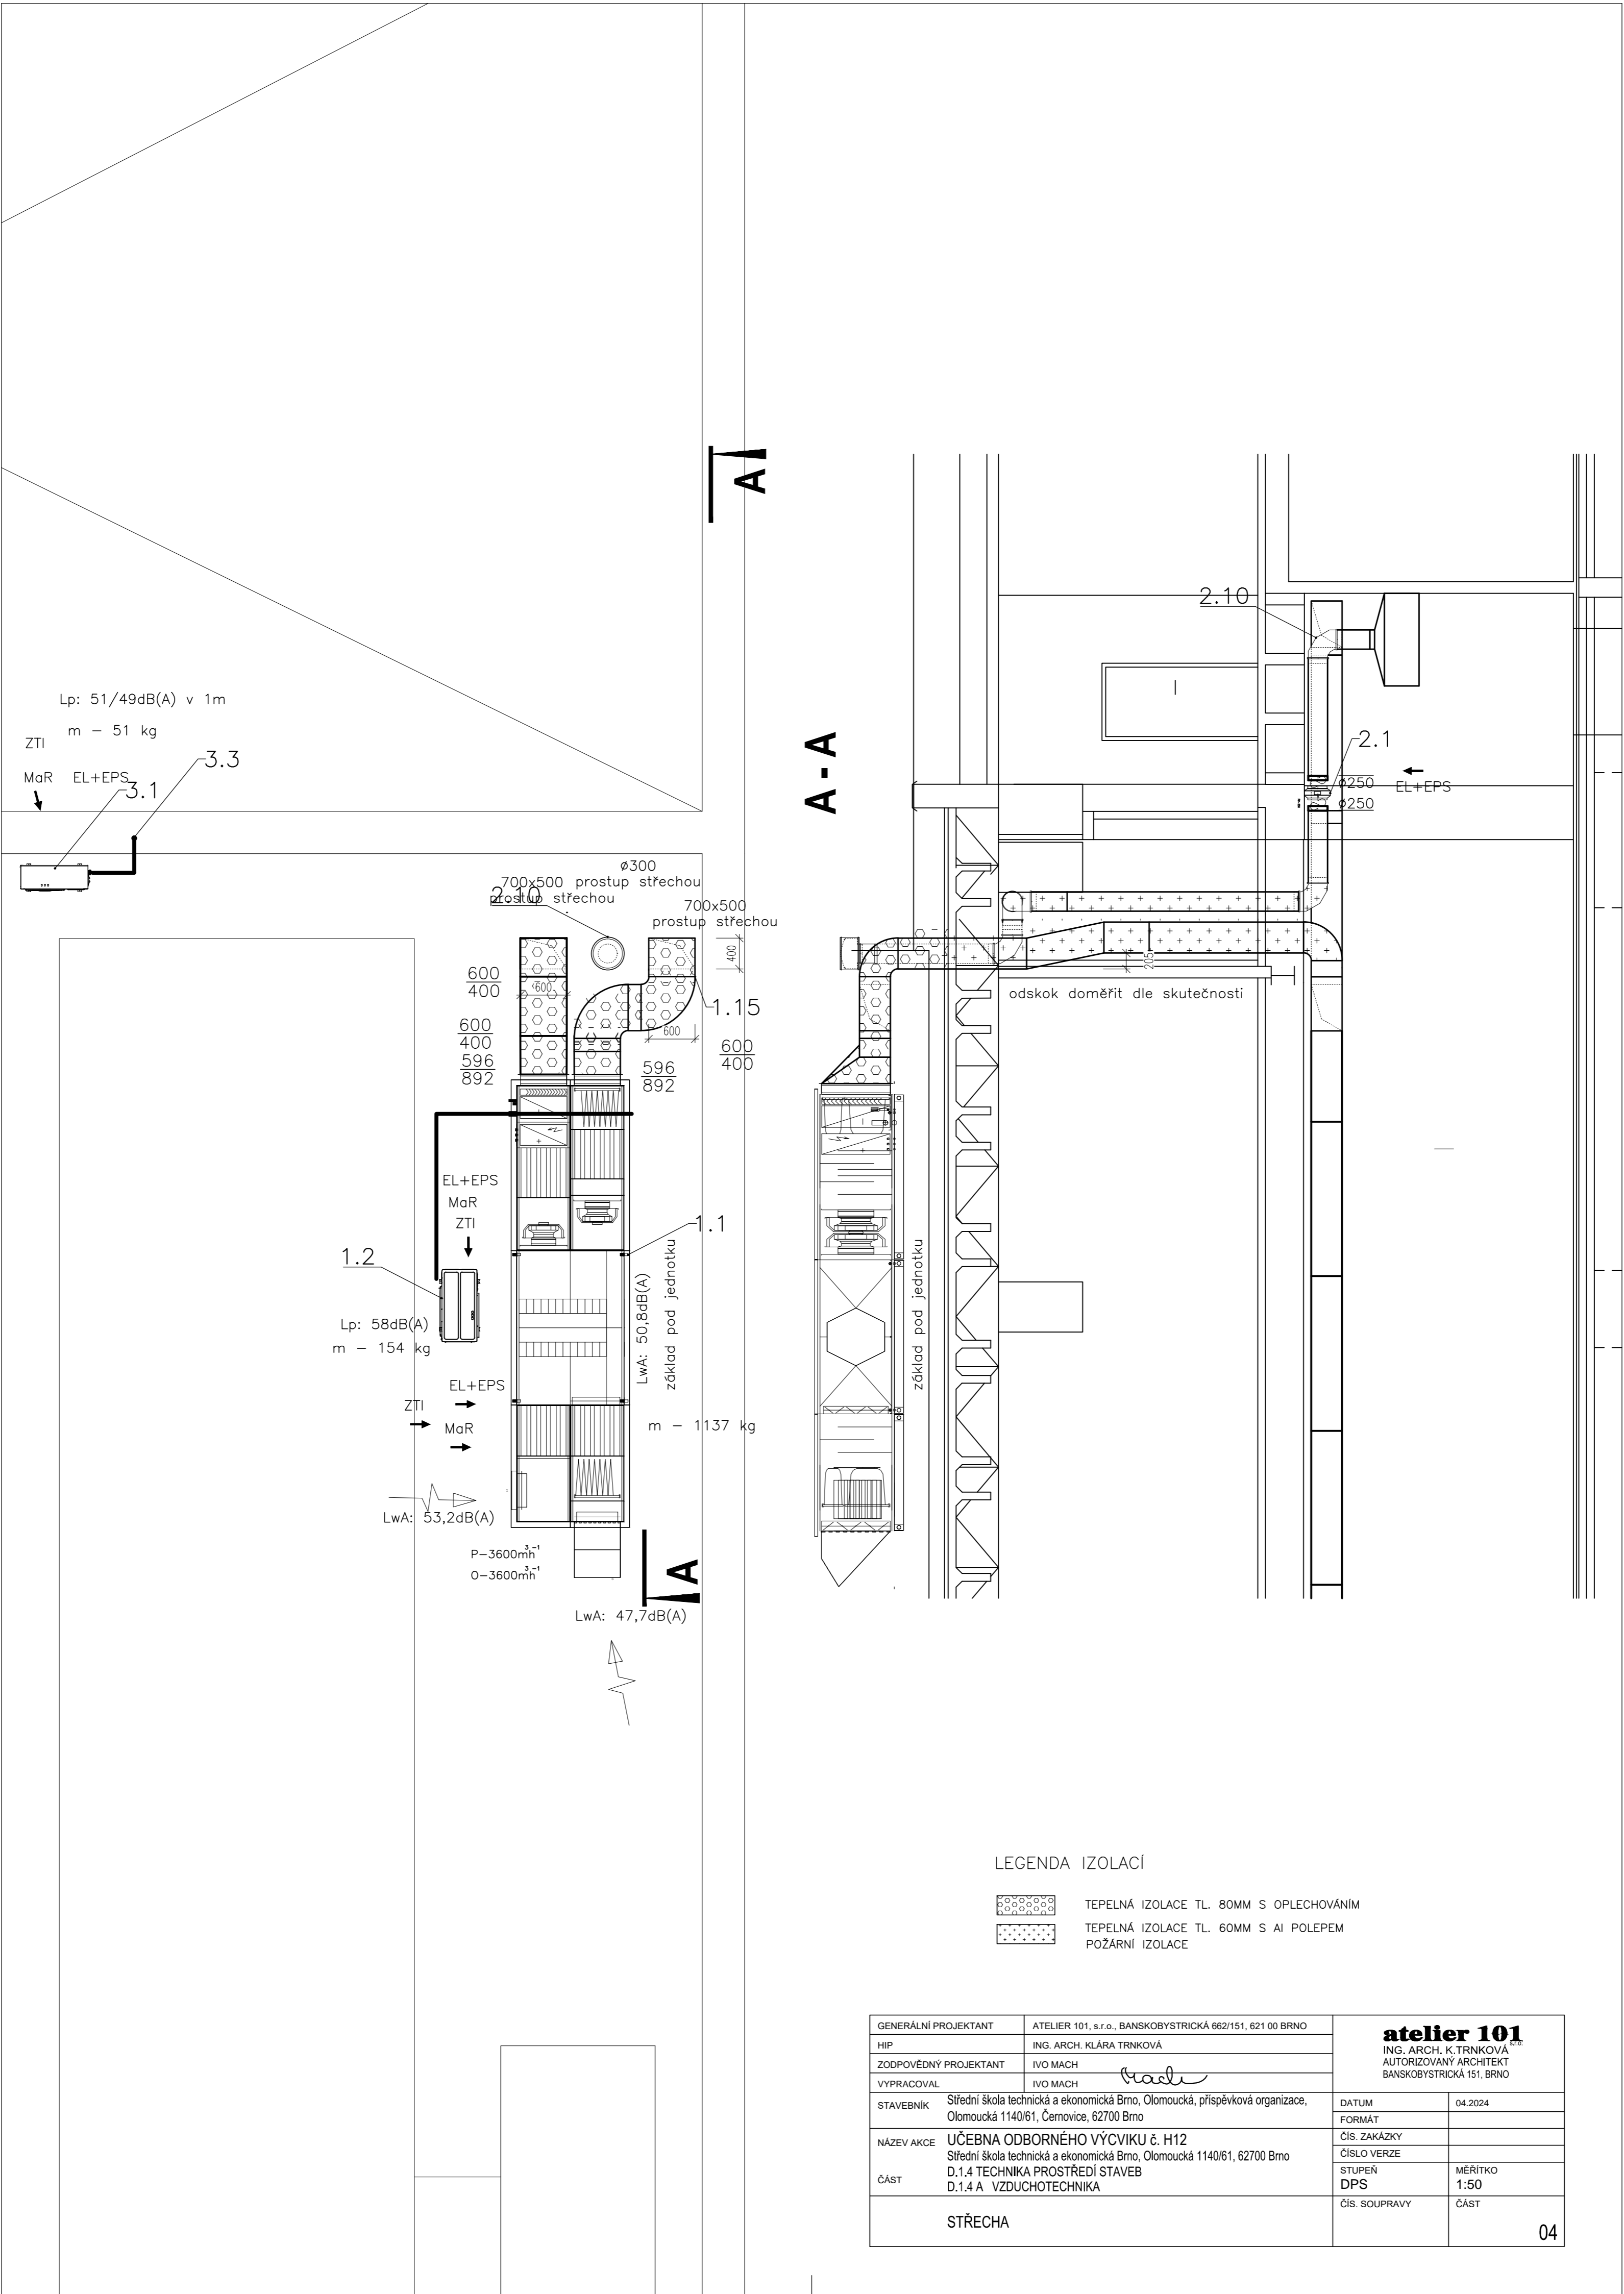 A
Lp: 51/49dB(A) v 1m
m – 51 kg
ZTI
MaR EL+EPS
3.3
3.1
ø300
700x500 prostup střechou
prostup střechou
2.10
700x500
prostup střechou
400
600
400
600
1.15
600
400
596
892
600
596
892
600
400
EL+EPS
MaR
ZTI
1.1
1.2
LwA: 50,8dB(A)
základ pod jednotku
Lp: 58dB(A)
m – 154 kg
EL+EPS
ZTI
MaR
m – 1137 kg
LwA: 53,2dB(A)
P–3600m³h⁻¹
O–3600m³h⁻¹
A
LwA: 47,7dB(A)
A - A
2.10
2.1
ø250
EL+EPS
ø250
205
odskok doměřit dle skutečnosti
základ pod jednotku
LEGENDA IZOLACÍ
TEPELNÁ IZOLACE TL. 80MM S OPLECHOVÁNÍM
TEPELNÁ IZOLACE TL. 60MM S Al POLEPEM
POŽÁRNÍ IZOLACE
GENERÁLNÍ PROJEKTANT ATELIER 101, s.r.o., BANSKOBYSTRICKÁ 662/151, 621 00 BRNO
HIP ING. ARCH. KLÁRA TRNKOVÁ
ZODPOVĚDNÝ PROJEKTANT IVO MACH
VYPRACOVAL IVO MACH Mach
atelier 101 s.r.o.
ING. ARCH. K.TRNKOVÁ
AUTORIZOVANÝ ARCHITEKT
BANSKOBYSTRICKÁ 151, BRNO
STAVEBNÍK Střední škola technická a ekonomická Brno, Olomoucká, příspěvková organizace,
Olomoucká 1140/61, Černovice, 62700 Brno
NÁZEV AKCE UČEBNA ODBORNÉHO VÝCVIKU č. H12
Střední škola technická a ekonomická Brno, Olomoucká 1140/61, 62700 Brno
ČÁST D.1.4 TECHNIKA PROSTŘEDÍ STAVEB
D.1.4 A VZDUCHOTECHNIKA
STŘECHA
DATUM 04.2024
FORMÁT
ČÍS. ZAKÁZKY
ČÍSLO VERZE
STUPEŇ MĚŘÍTKO
DPS 1:50
ČÍS. SOUPRAVY ČÁST
04